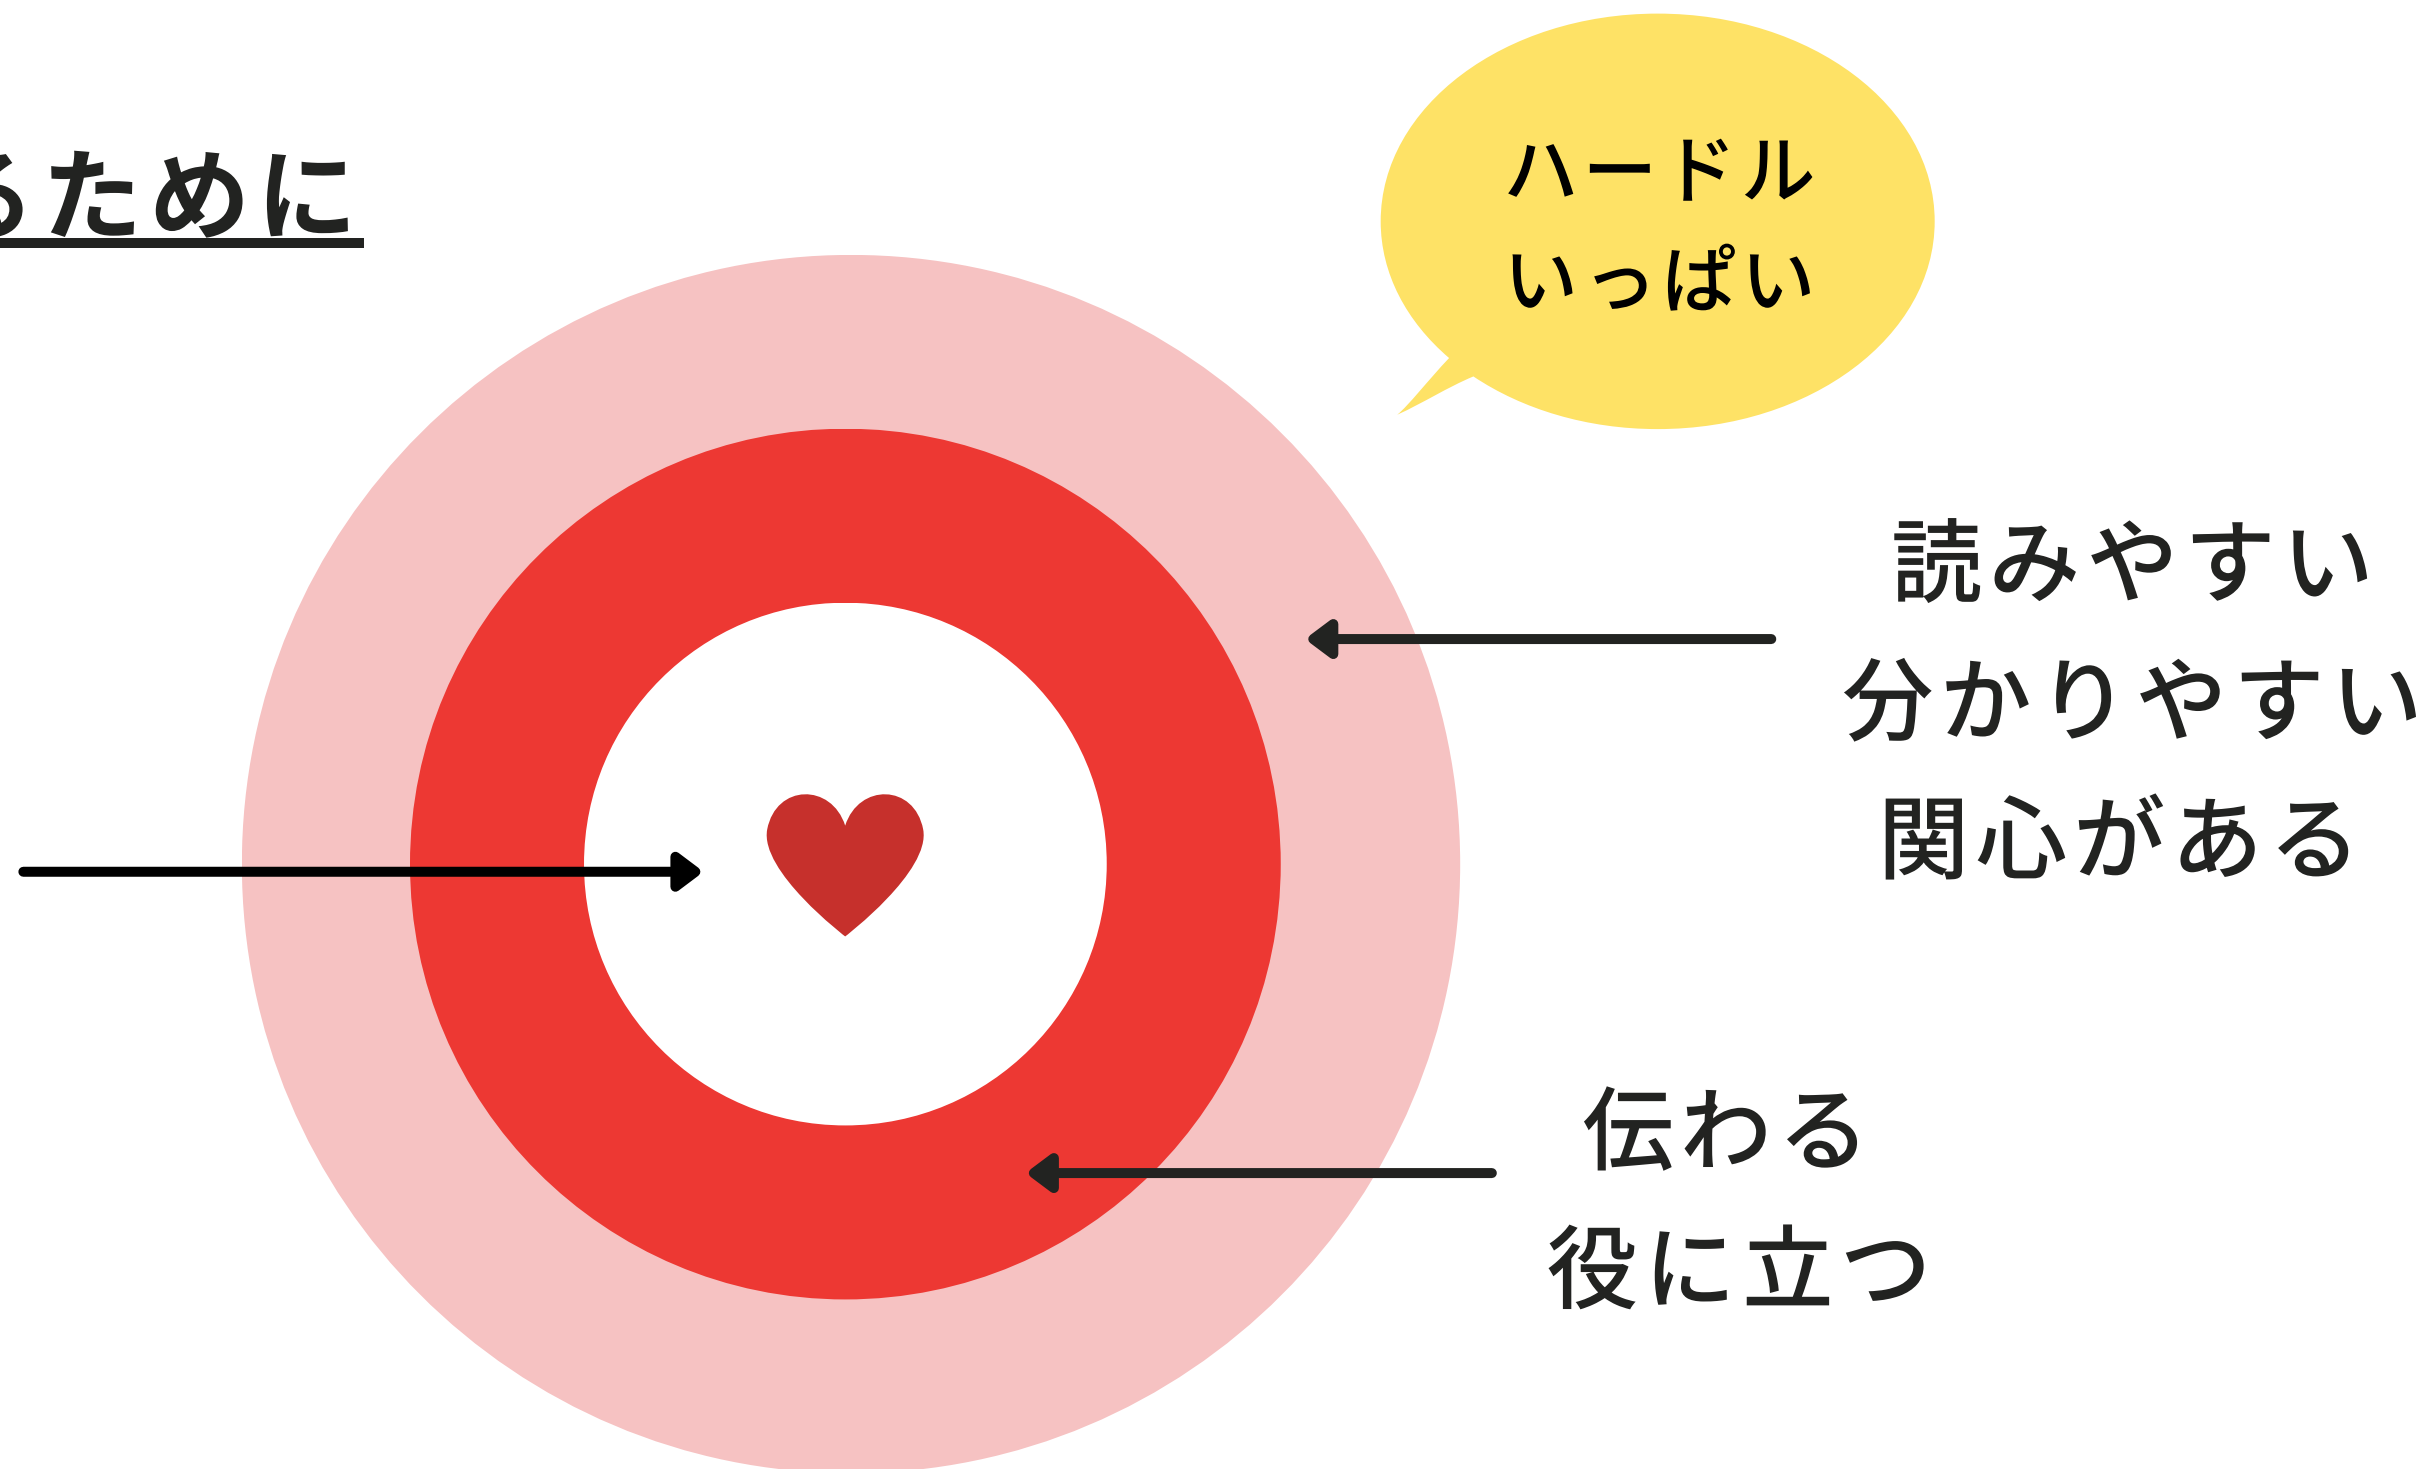 るために
ハードル
いっぱい
読みやすい
分かりやすい
関心がある
伝わる
役に立つ